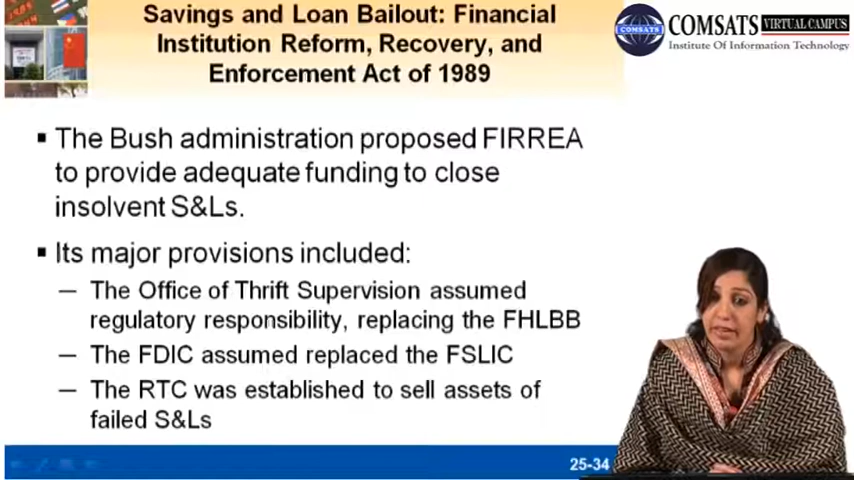 Savings and Loan Bailout: Financial
Institution Reform, Recovery, and
Enforcement Act of 1989
COMSATS
COMSATS VIRTUAL CAMPUS
Institute Of Information Technology
▪ The Bush administration proposed FIRREA
to provide adequate funding to close
insolvent S&Ls.
▪ Its major provisions included:
– The Office of Thrift Supervision assumed
regulatory responsibility, replacing the FHLBB
– The FDIC assumed replaced the FSLIC
– The RTC was established to sell assets of
failed S&Ls
25-34